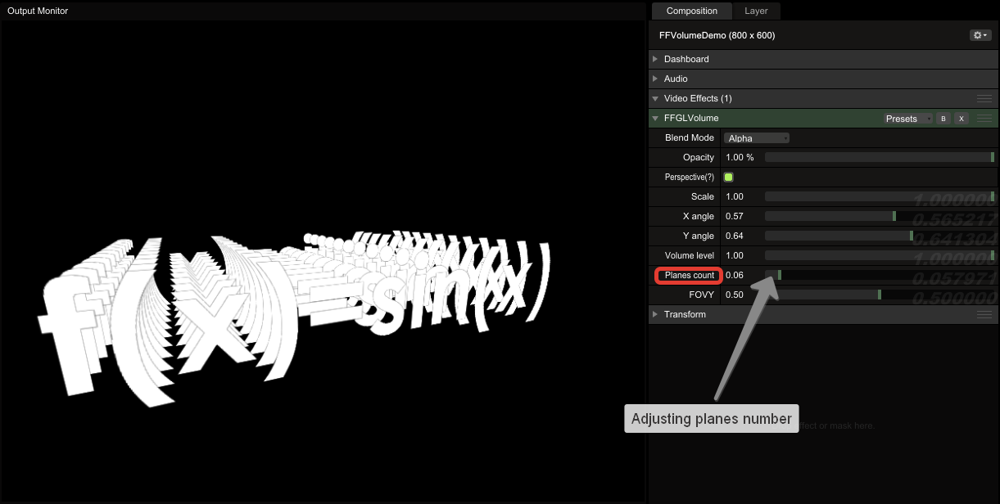 Output Monitor
Composition
Layer
FFVolumeDemo (800 x 600)
Dashboard
Audio
Video Effects (1)
FFGLVolume
Presets
B
X
Blend Mode
Alpha
Opacity
1.00 %
Perspective(?)
Scale
1.00
1.000000
X angle
0.57
0.565217
Y angle
0.64
0.641304
Volume level
1.00
1.000000
Planes count
0.06
0.057971
FOVY
0.50
0.500000
Transform
f(x)=sin(x)
Adjusting planes number
effect or mask here.